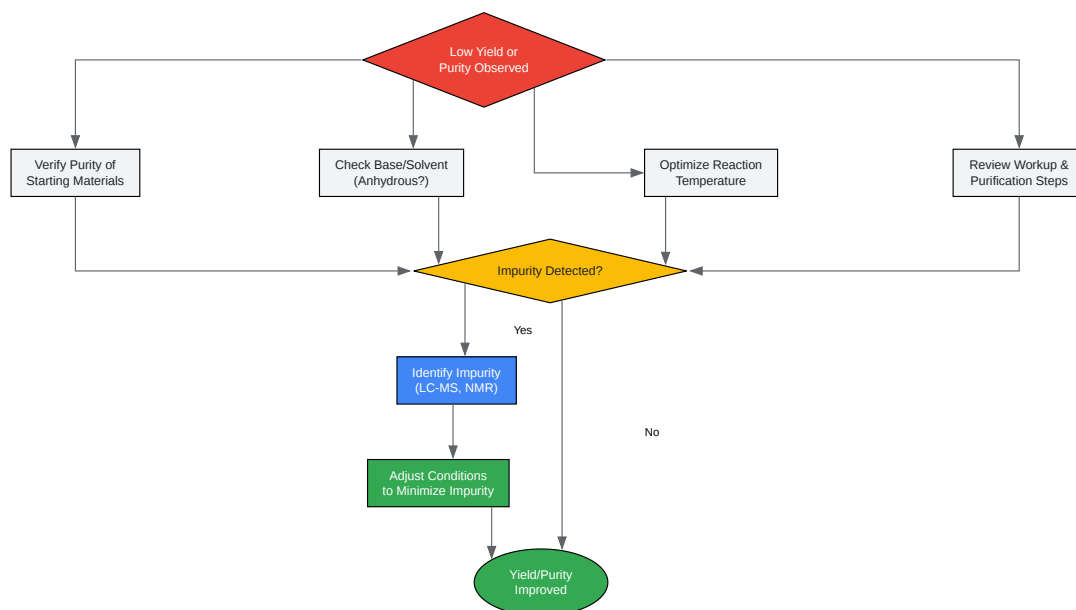 Low Yield or
Purity Observed
Verify Purity of
Starting Materials
Check Base/Solvent
(Anhydrous?)
Optimize Reaction
Temperature
Review Workup &
Purification Steps
Impurity Detected?
Yes
Identify Impurity
(LC-MS, NMR)
No
Adjust Conditions
to Minimize Impurity
Yield/Purity
Improved